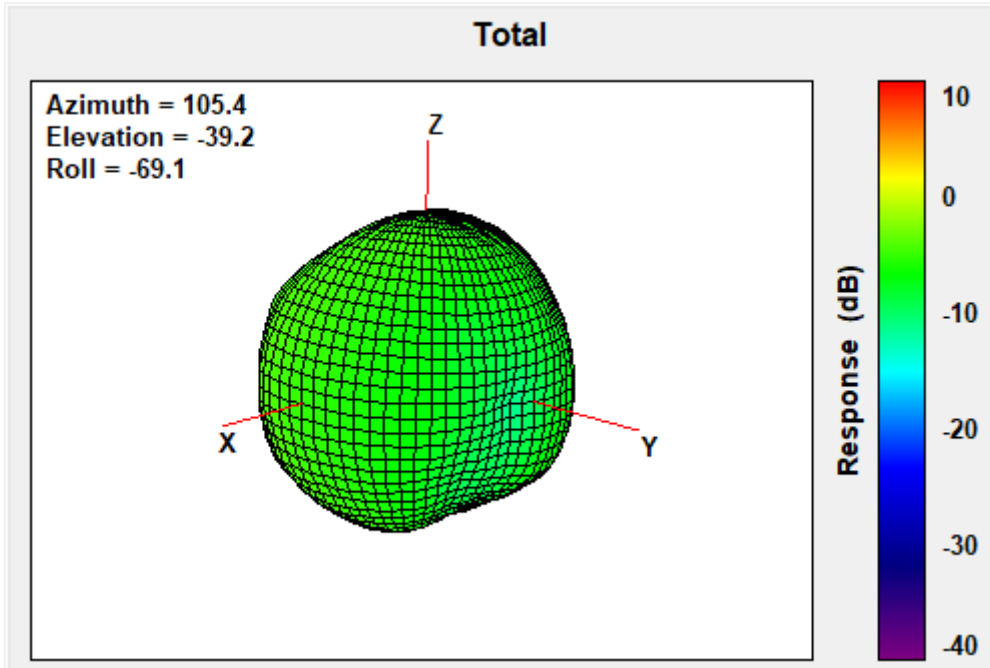 Total
Azimuth = 105.4
Elevation = -39.2
Roll = -69.1
Z
X
Y
Response (dB)
10
0
-10
-20
-30
-40